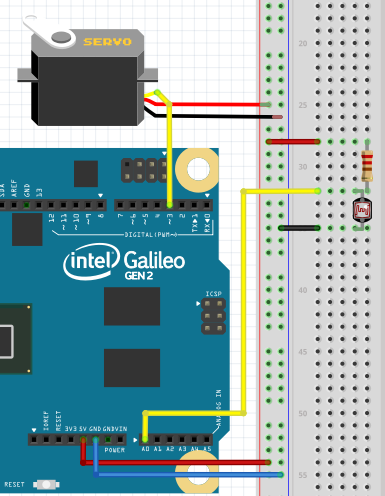 SERVO
20
25
30
35
40
45
50
55
SDA
AREF
GND
13
12
~11
~10
~9
8
7
~6
~5
4
~3
2
TX▸1
RX◂0
DIGITAL(PWM~)
intel Galileo
GEN 2
ICSP
IOREF
RESET
3V3 5V GND GND VIN
POWER
A0 A1 A2 A3 A4 A5
ANALOG IN
RESET